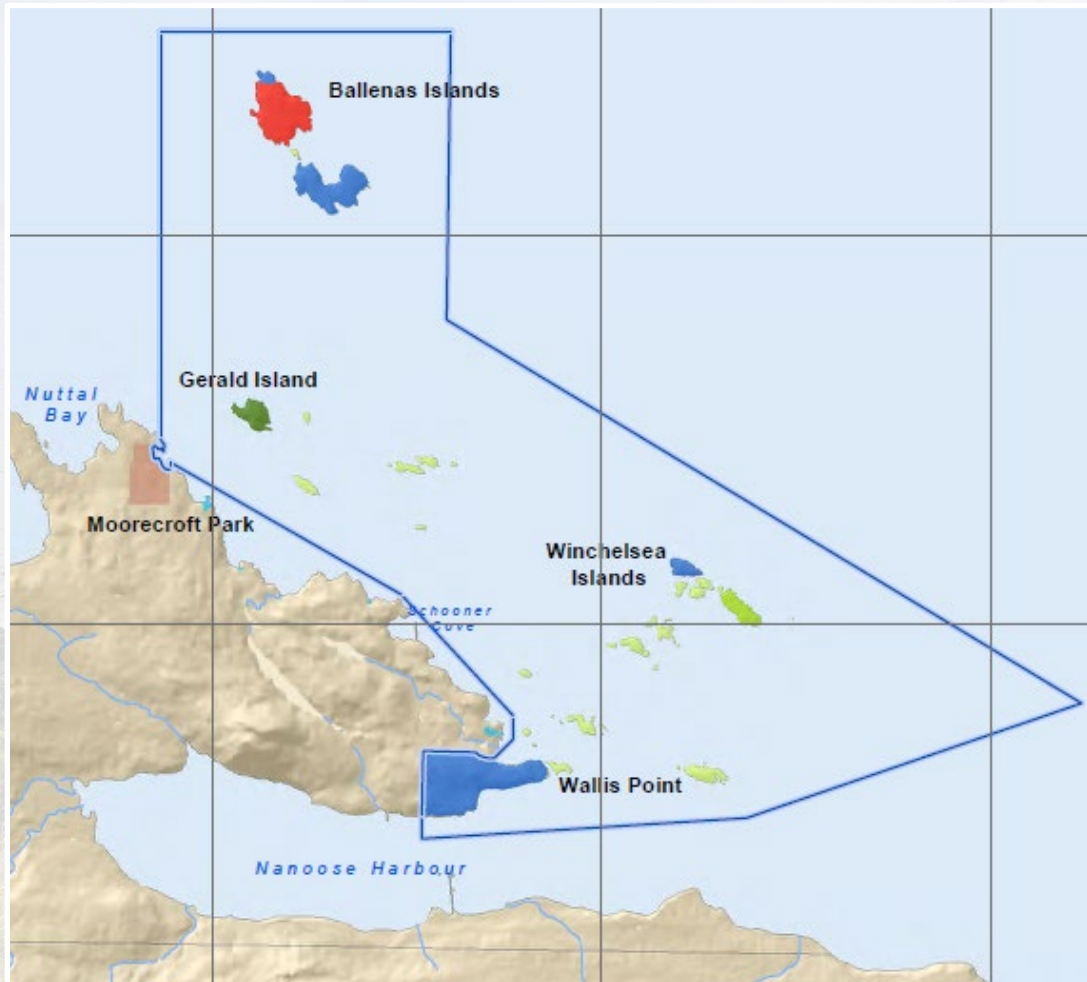 Ballenas Islands
Gerald Island
Nuttal
Bay
Moorecroft Park
Winchelsea
Islands
Schooner
Cove
Wallis Point
Nanoose Harbour